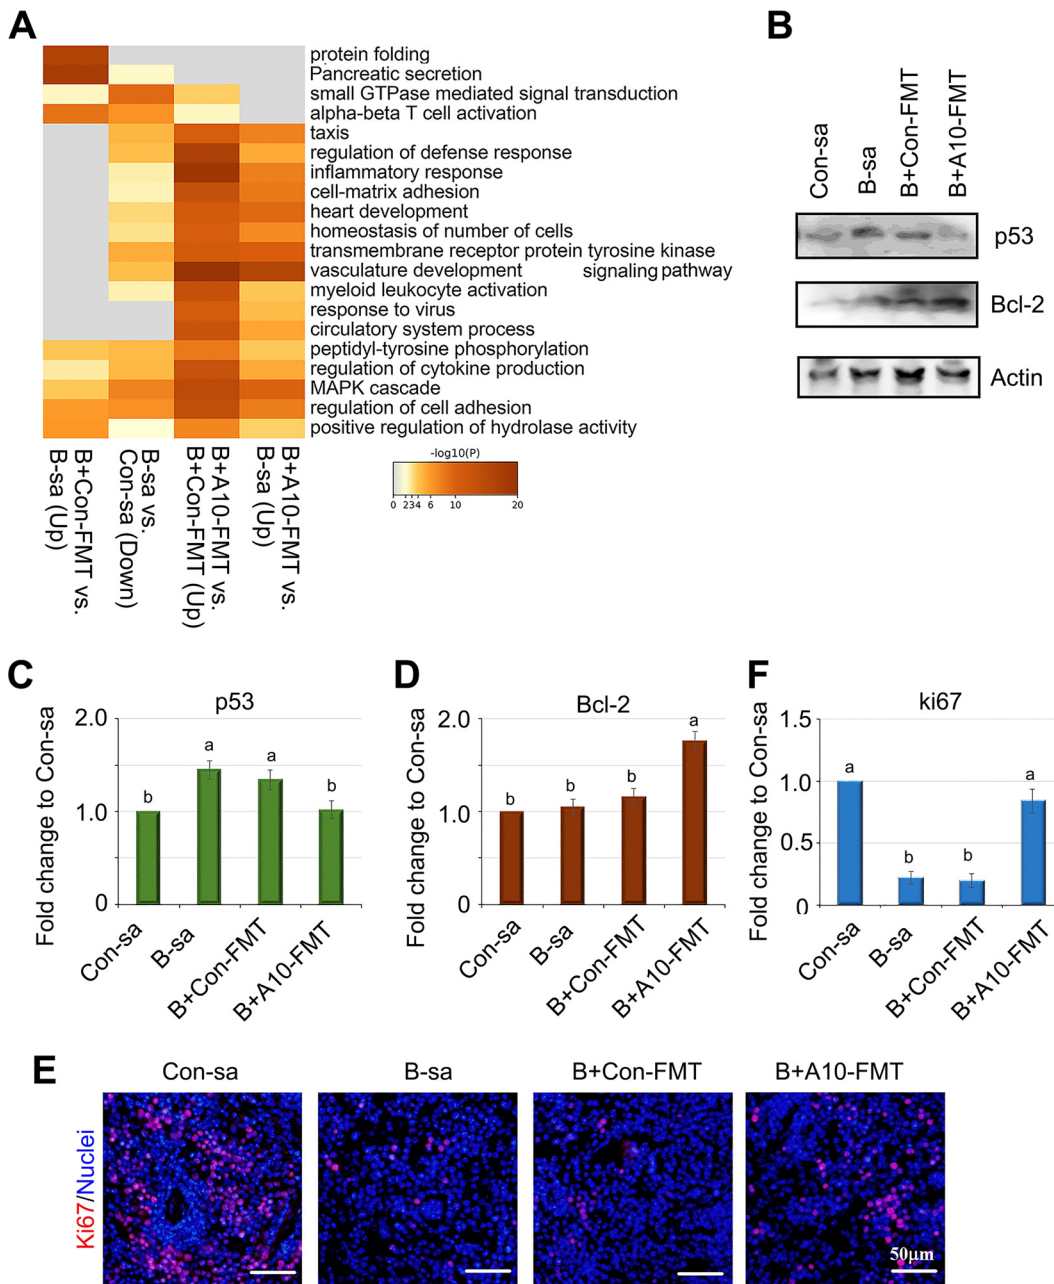 A
protein folding
Pancreatic secretion
small GTPase mediated signal transduction
alpha-beta T cell activation
taxis
regulation of defense response
inflammatory response
cell-matrix adhesion
heart development
homeostasis of number of cells
transmembrane receptor protein tyrosine kinase
signaling pathway
vasculature development
myeloid leukocyte activation
response to virus
circulatory system process
peptidyl-tyrosine phosphorylation
regulation of cytokine production
MAPK cascade
regulation of cell adhesion
positive regulation of hydrolase activity
B+Con-FMT vs.
B-sa (Up)
B-sa vs.
Con-sa (Down)
B+A10-FMT vs.
B+Con-FMT (Up)
B+A10-FMT vs.
B-sa (Up)
-log10(P)
0 2 3 4 6 10 20
B
Con-sa
B-sa
B+Con-FMT
B+A10-FMT
p53
Bcl-2
Actin
C
p53
Fold change to Con-sa
2.0
1.0
0
b
a
a
b
Con-sa
B-sa
B+Con-FMT
B+A10-FMT
D
Bcl-2
Fold change to Con-sa
2.0
1.0
0
b
b
b
a
Con-sa
B-sa
B+Con-FMT
B+A10-FMT
F
ki67
Fold change to Con-sa
1.5
1.0
0.5
0
a
b
b
a
Con-sa
B-sa
B+Con-FMT
B+A10-FMT
E
Con-sa
B-sa
B+Con-FMT
B+A10-FMT
Ki67/Nuclei
50μm